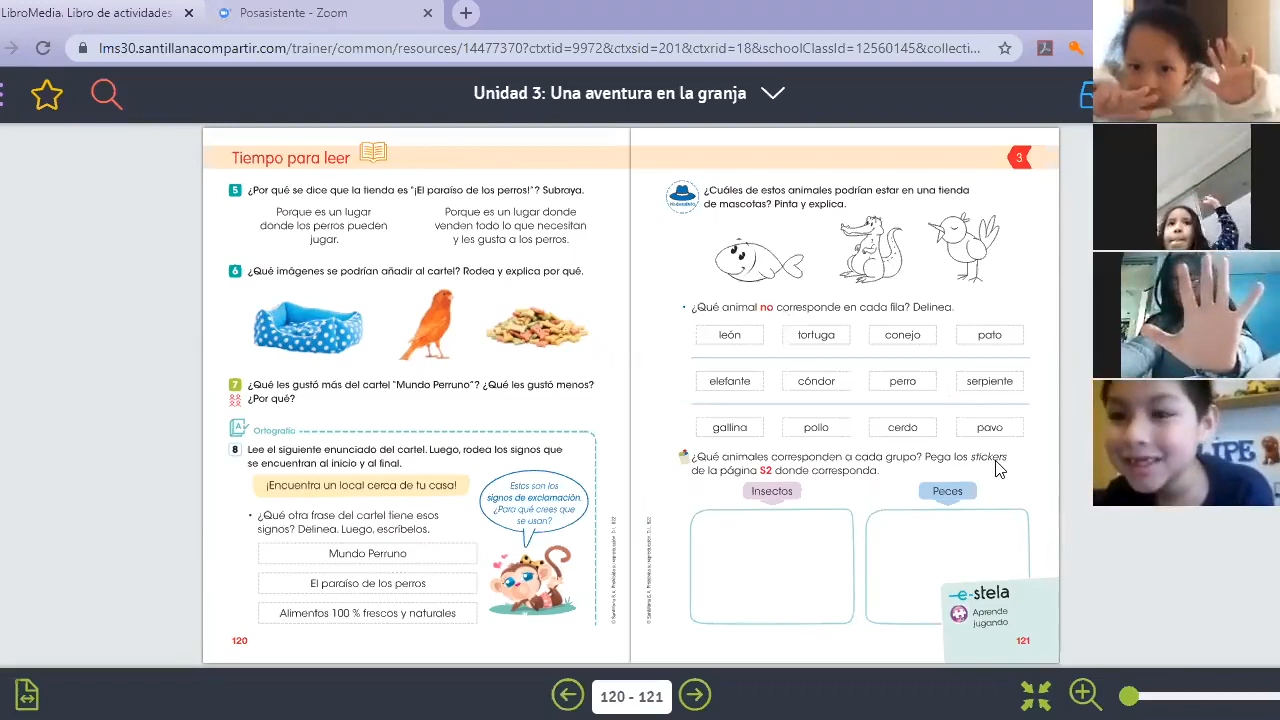 LibroMedia. Libro de actividades
Posasistente - Zoom
lms30.santillanacompartir.com/trainer/common/resources/14477370?ctxtid=9972&ctxsid=201&ctxrid=18&schoolClassId=12560145&collecti...
Unidad 3: Una aventura en la granja
Tiempo para leer
5 ¿Por qué se dice que la tienda es "¡El paraíso de los perros!"? Subraya.
Porque es un lugar
donde los perros pueden
jugar.
Porque es un lugar donde
venden todo lo que necesitan
y les gusta a los perros.
6 ¿Qué imágenes se podrían añadir al cartel? Rodea y explica por qué.
7 ¿Qué les gustó más del cartel "Mundo Perruno"? ¿Qué les gustó menos?
¿Por qué?
Ortografía
8 Lee el siguiente enunciado del cartel. Luego, rodea los signos que
se encuentran al inicio y al final.
¡Encuentra un local cerca de tu casa!
Estos son los
signos de exclamación.
¿Para qué crees que
se usan?
• ¿Qué otra frase del cartel tiene esos
signos? Delinea. Luego, escríbelos.
Mundo Perruno
El paraíso de los perros
Alimentos 100 % frescos y naturales
120
3
¿Cuáles de estos animales podrían estar en una tienda
de mascotas? Pinta y explica.
• ¿Qué animal no corresponde en cada fila? Delinea.
león tortuga conejo pato
elefante cóndor perro serpiente
gallina pollo cerdo pavo
¿Qué animales corresponden a cada grupo? Pega los stickers
de la página S2 donde corresponda.
Insectos
Peces
e-stela
Aprende
jugando
121
120 - 121